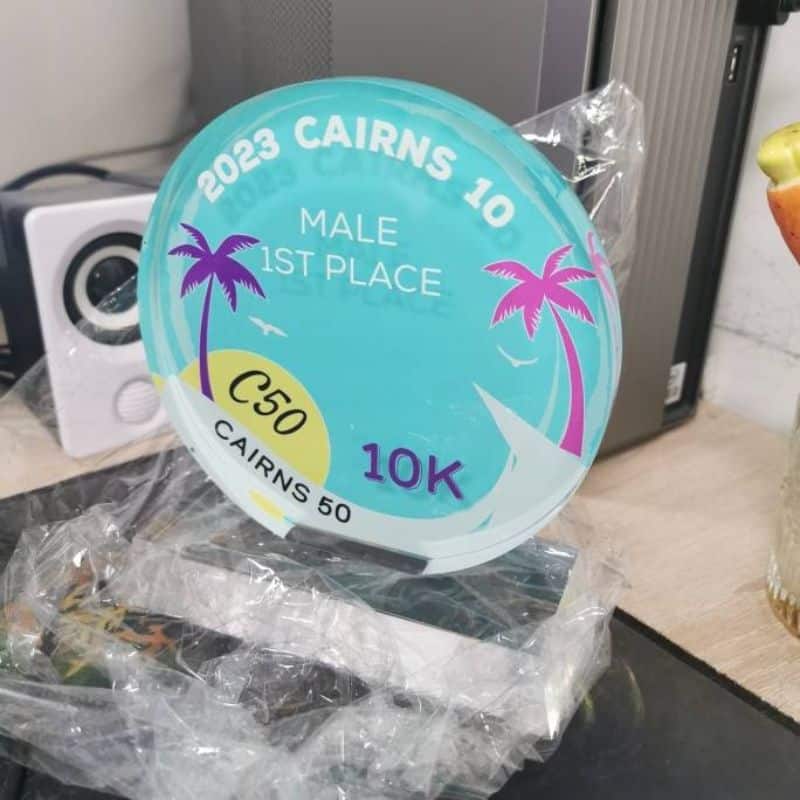 2023 CAIRNS 10
MALE
1ST PLACE
C50
CAIRNS 50
10K